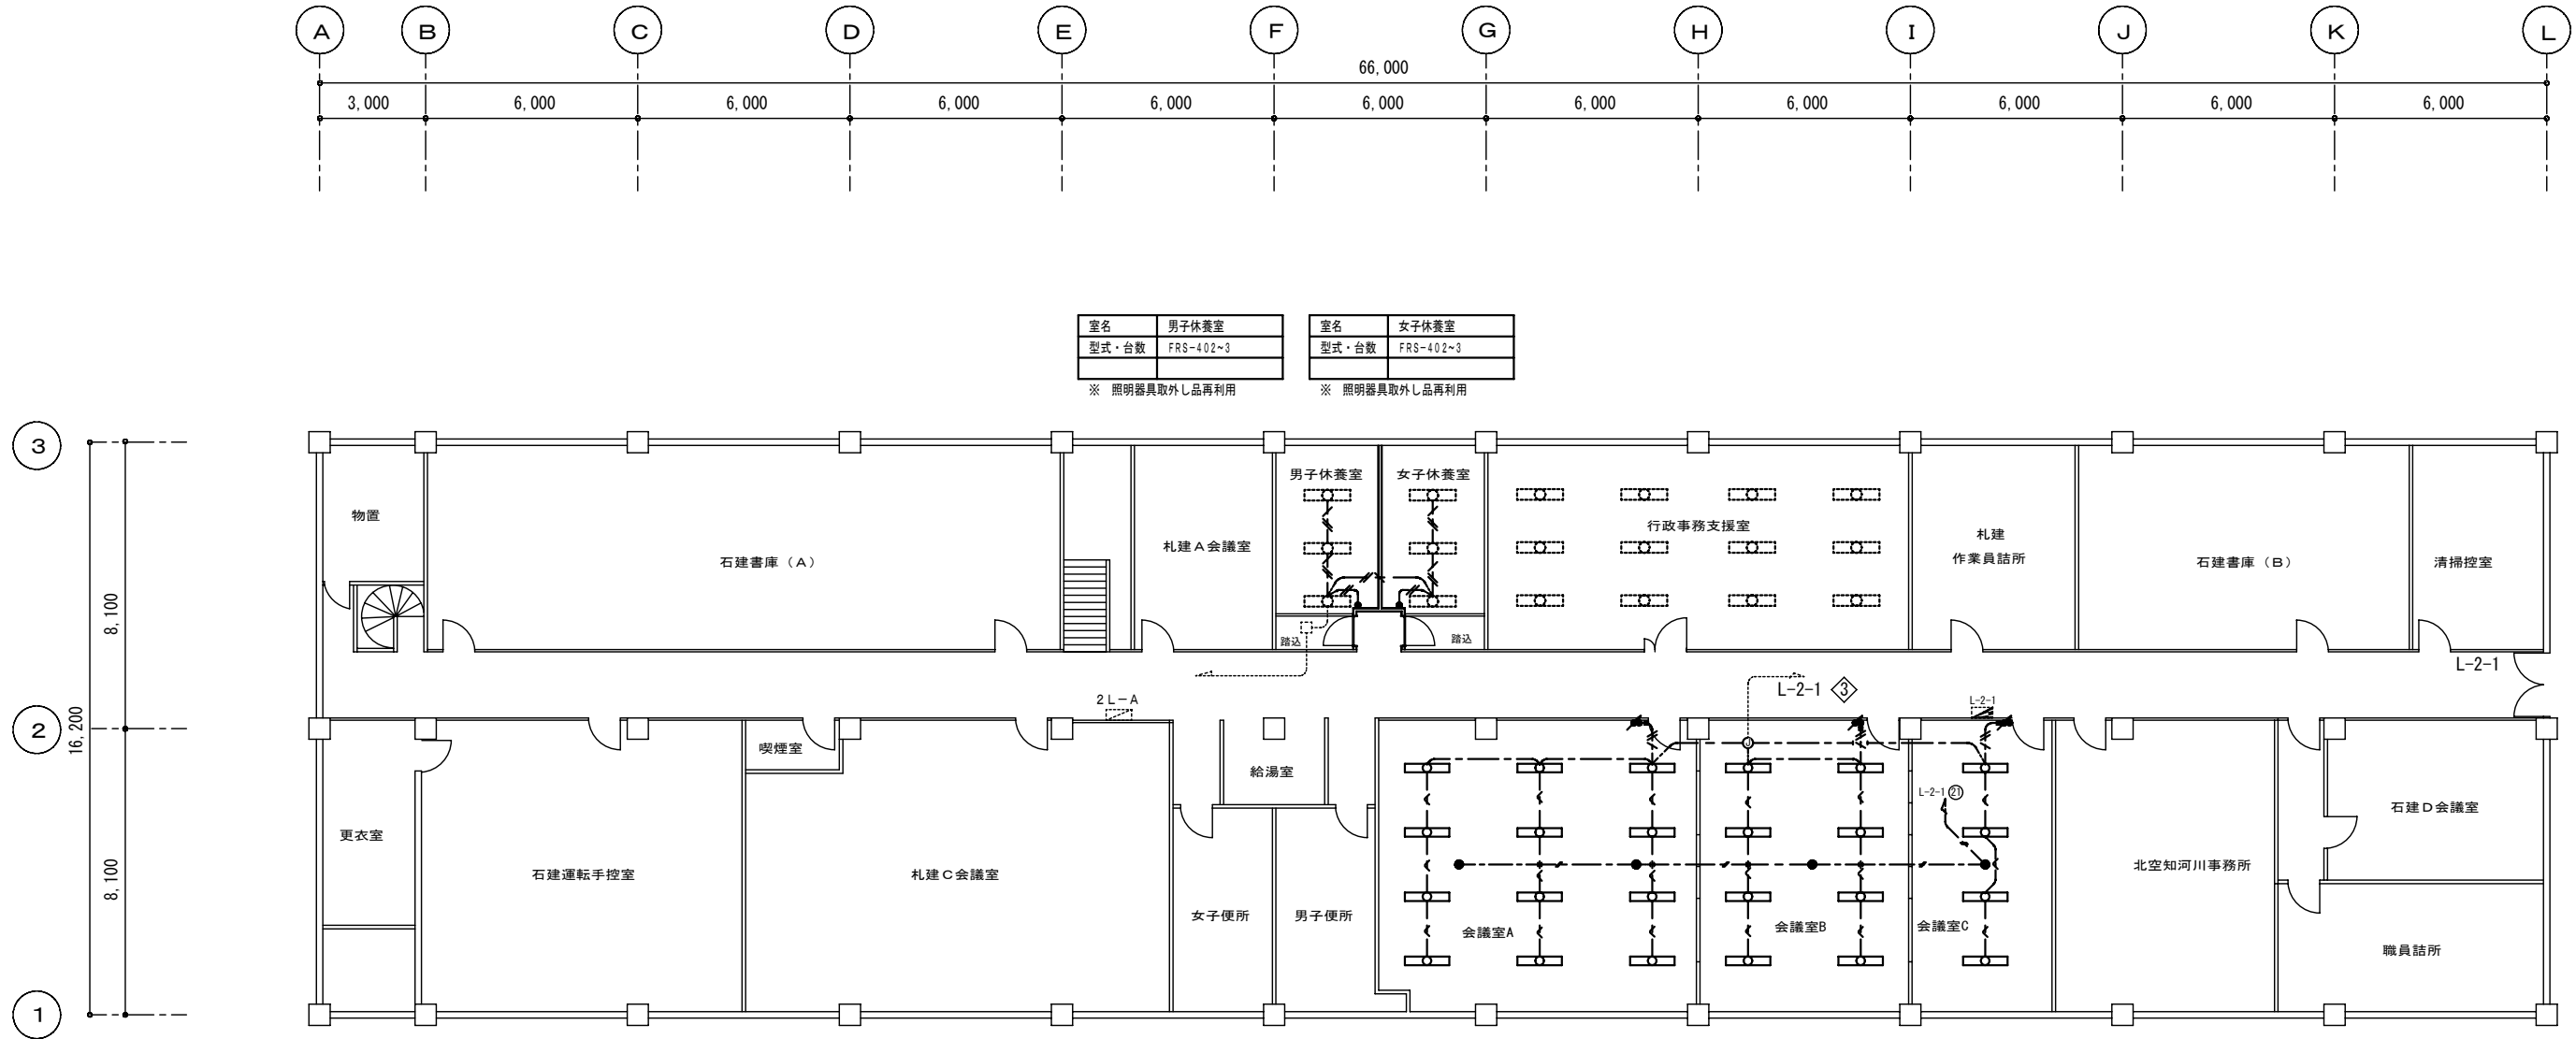 A B C D E F G H I J K L
66,000
3,000 6,000 6,000 6,000 6,000 6,000 6,000 6,000 6,000 6,000 6,000
室名 男子休養室
型式・台数 FRS-402~3
※ 照明器具取外し品再利用
室名 女子休養室
型式・台数 FRS-402~3
※ 照明器具取外し品再利用
3
2
1
8,100
16,200
8,100
物置
石建書庫（A）
札建A会議室
男子休養室
女子休養室
踏込
踏込
行政事務支援室
札建
作業員詰所
石建書庫（B）
清掃控室
L-2-1
2L-A
L-2-1 3
L-2-1
喫煙室
給湯室
更衣室
石建運転手控室
札建C会議室
女子便所
男子便所
会議室A
会議室B
会議室C
J
L-2-1 21
北空知河川事務所
石建D会議室
職員詰所